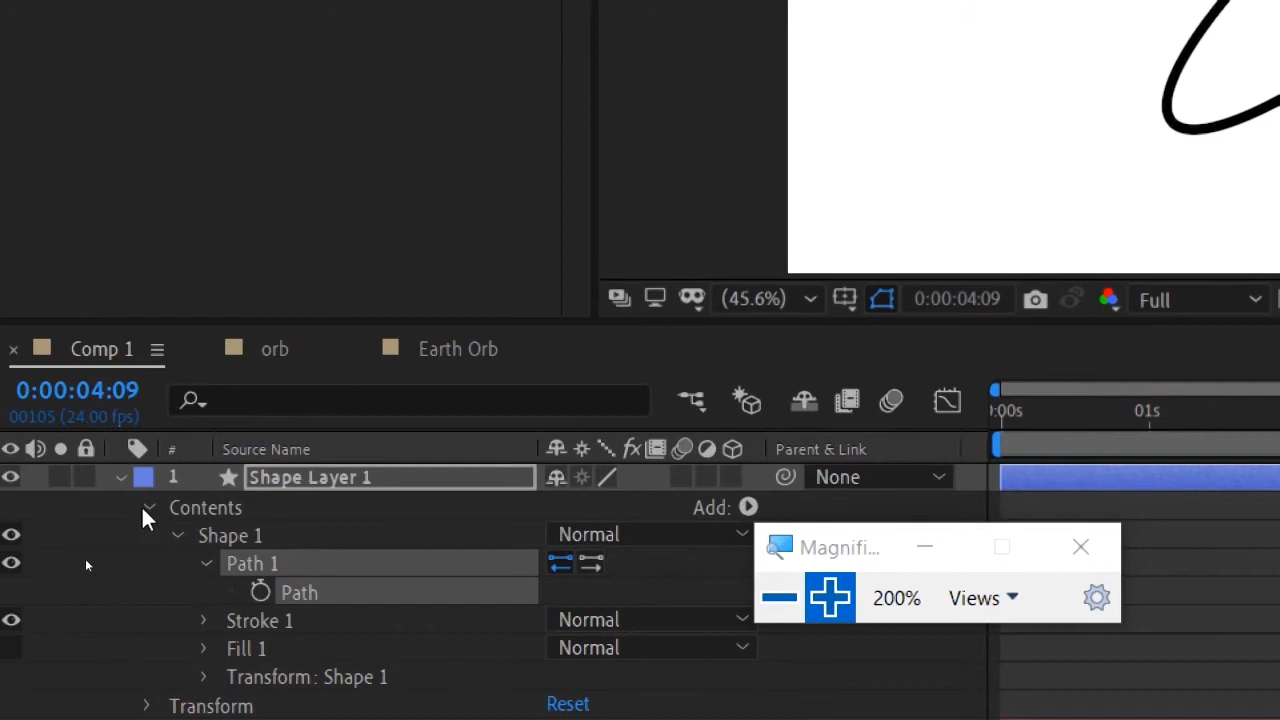 (45.6%)
0:00:04:09
Full
Comp 1
orb
Earth Orb
0:00:04:09
00105 (24.00 fps)
:00s
01s
#
Source Name
fx
Parent & Link
1
Shape Layer 1
None
Contents
Add:
Shape 1
Normal
Path 1
Magnifi...
Path
200%
Views
Stroke 1
Normal
Fill 1
Normal
Transform: Shape 1
Transform
Reset